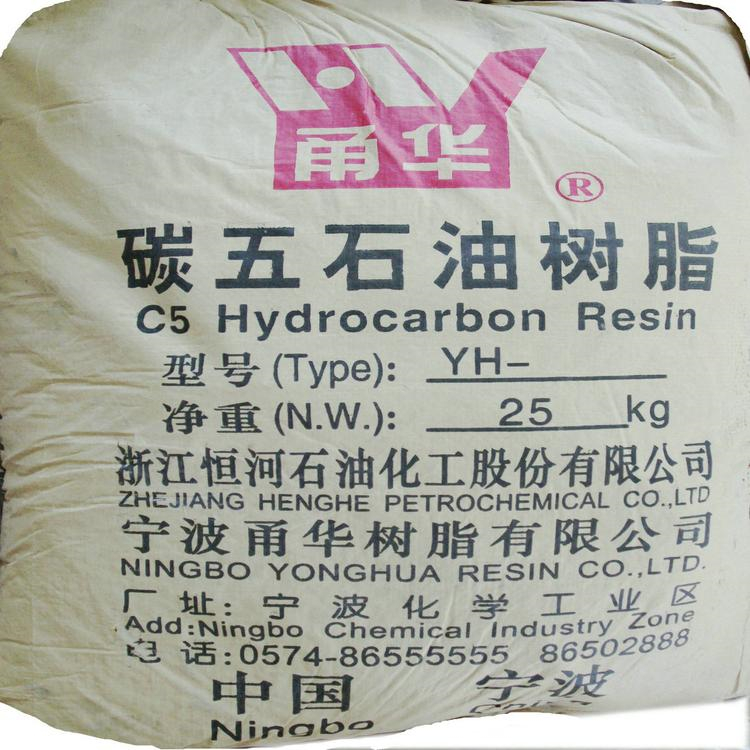 甬华
®
碳五石油树脂
C5 Hydrocarbon Resin
型号(Type): YH-
净重(N.W.): 25 kg
浙江恒河石油化工股份有限公司
ZHEJIANG HENGHE PETROCHEMICAL CO.,LTD
宁波甬华树脂有限公司
NINGBO YONGHUA RESIN CO.,LTD.
厂址:宁波化学工业区
Add:Ningbo Chemical Industry Zone
电话:0574-86555555 86502888
中国 宁波
Ningbo